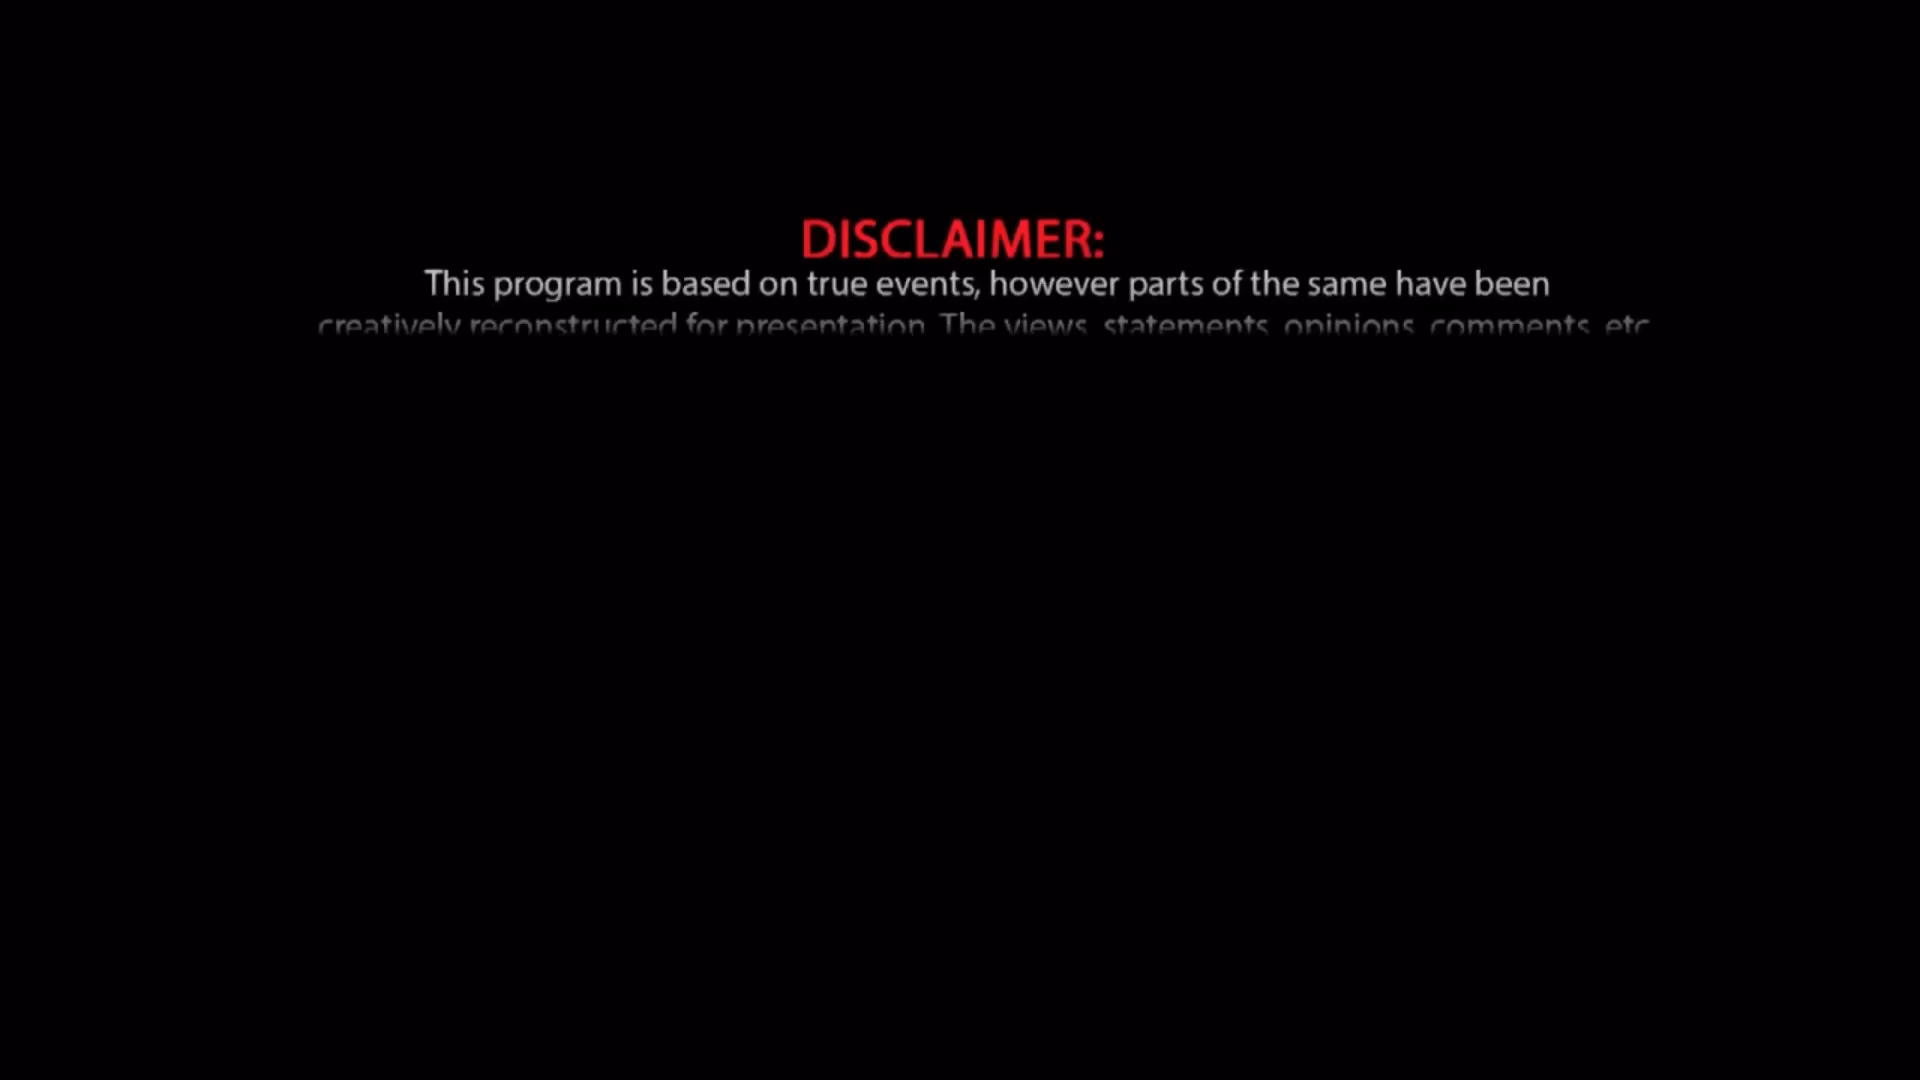 DISCLAIMER:
This program is based on true events, however parts of the same have been
creatively reconstructed for presentation. The views, statements, opinions, comments, etc